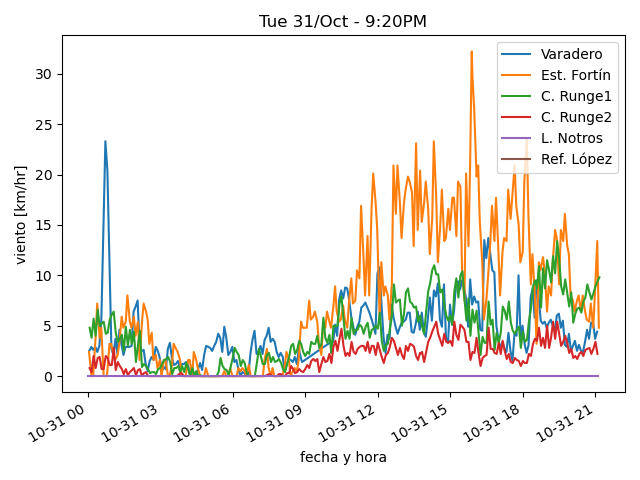 Tue 31/Oct - 9:20PM
Varadero
Est. Fortín
C. Runge1
C. Runge2
L. Notros
Ref. López
viento [km/hr]
30
25
20
15
10
5
0
10-31 00
10-31 03
10-31 06
10-31 09
10-31 12
10-31 15
10-31 18
10-31 21
fecha y hora